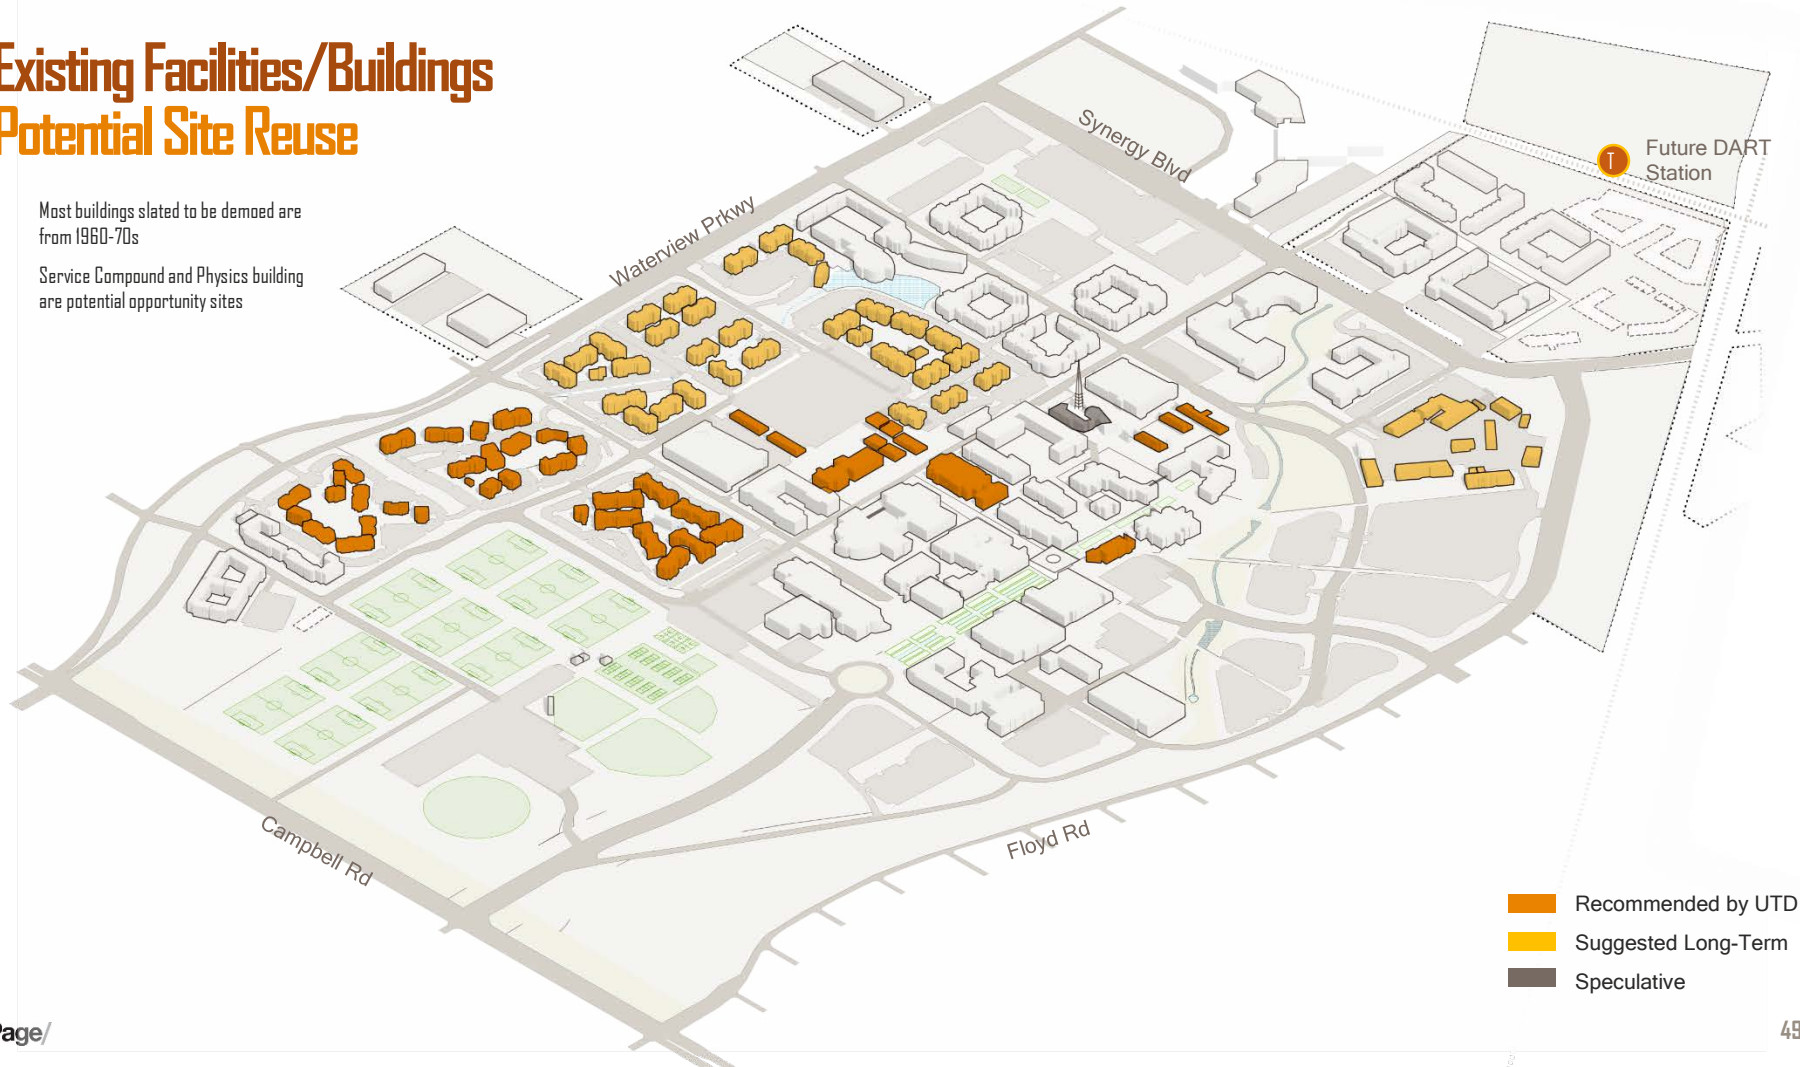 Existing Facilities/Buildings
Potential Site Reuse
Most buildings slated to be demoed are
from 1960-70s
Service Compound and Physics building
are potential opportunity sites
Waterview Prkwy
Synergy Blvd
T
Future DART
Station
Campbell Rd
Floyd Rd
Recommended by UTD
Suggested Long-Term
Speculative
Page/
49